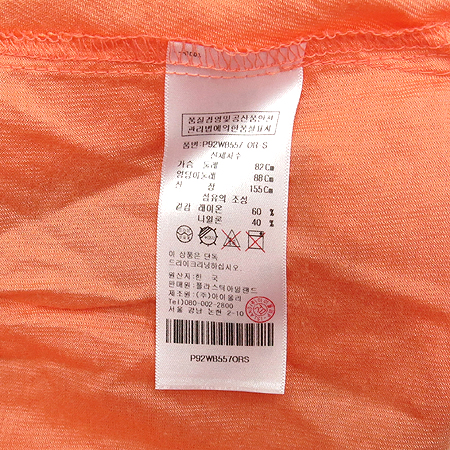 품질경영및공산품안전
관리법에의한품질표시
품번:P92WB557 OR-S
신체치수
가슴 둘레 82Cm
엉덩이둘레 88Cm
신 장 155Cm
섬유의 조성
겉감 레이온 60 %
나일론 40 %
이 상품은 단독
드라이크리닝하십시오.
원산지:한 국
판매원:플라스틱아일랜드
제조원:(주)아이올리
Tel)080-002-2800
서울 강남 논현 2-10
P92WB557ORS